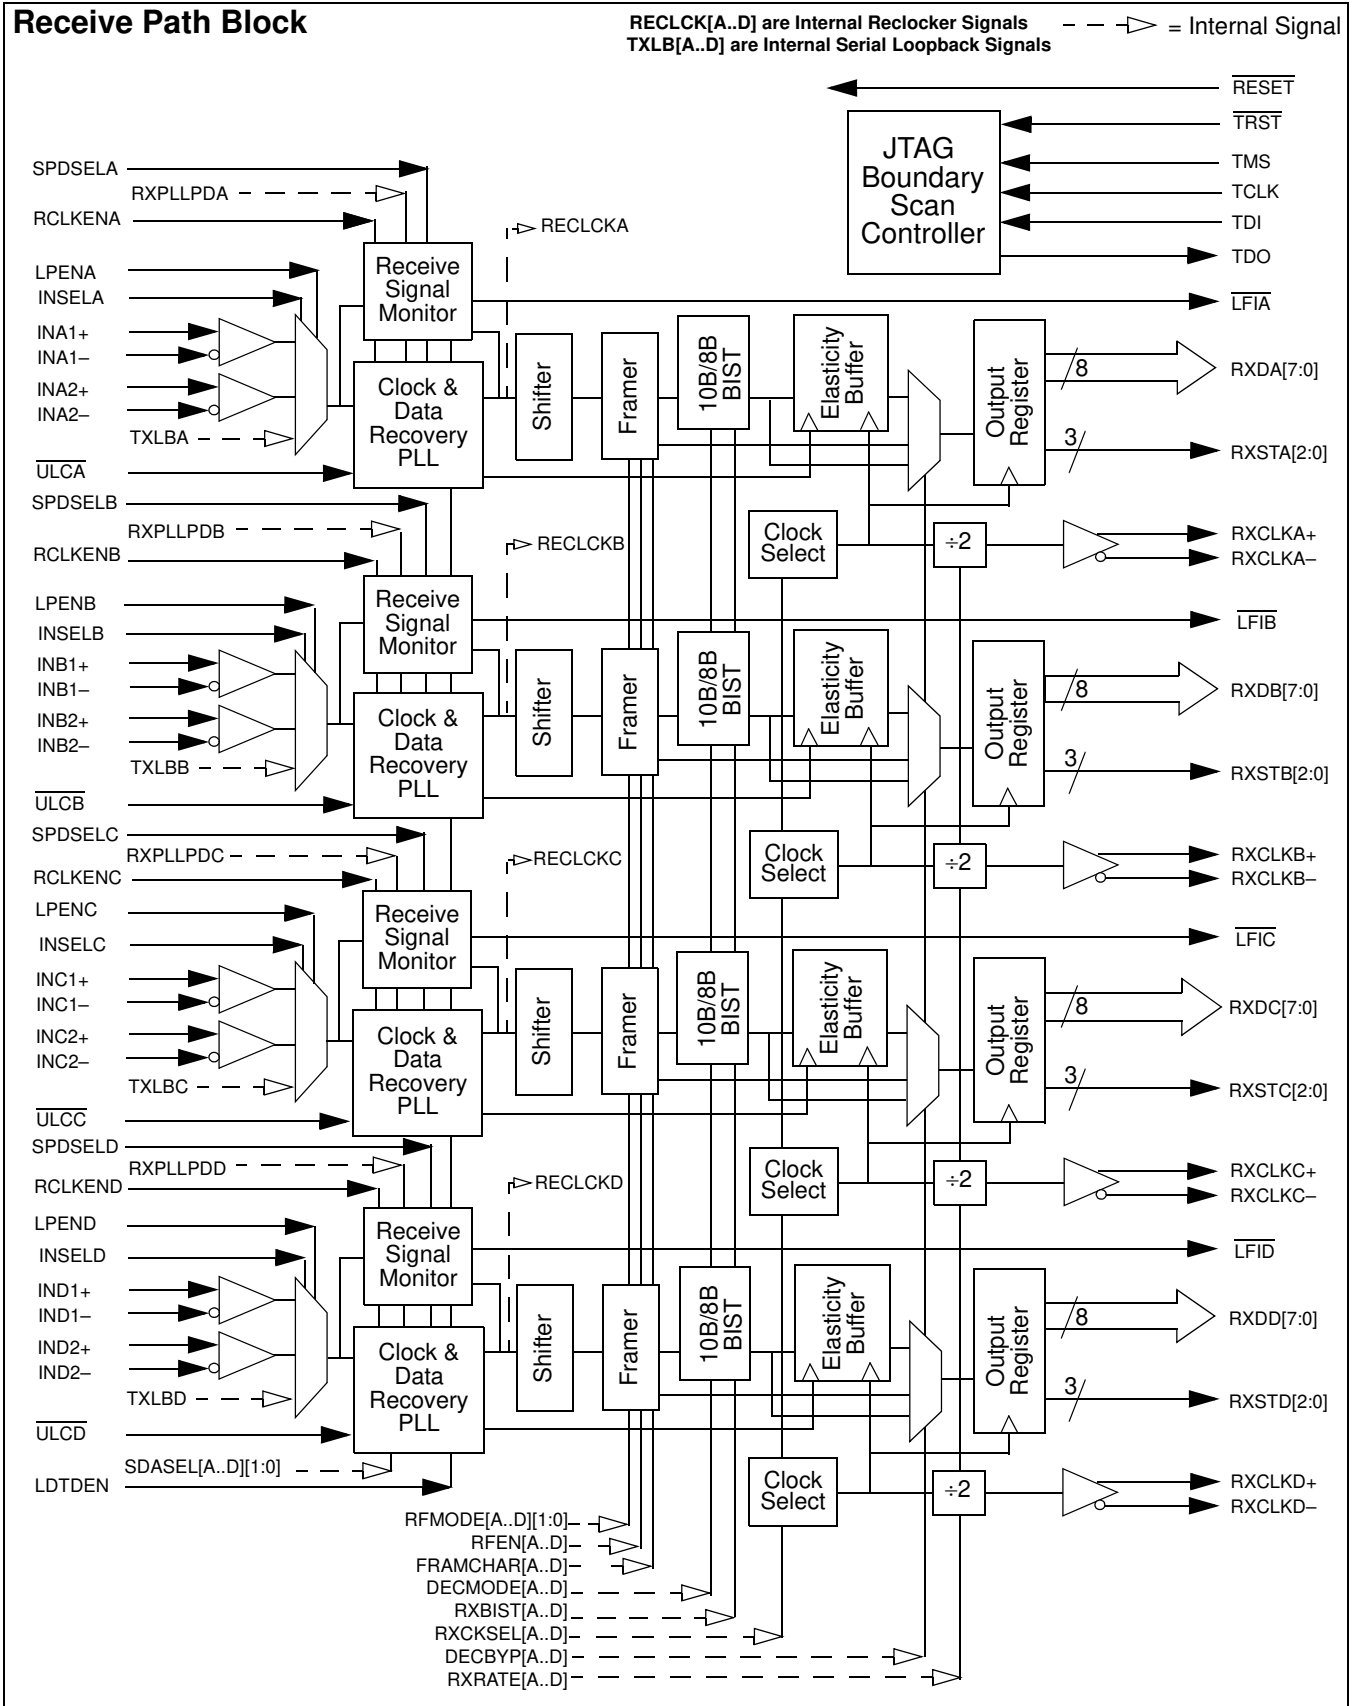 Receive Path Block
RECLCK[A..D] are Internal Reclocker Signals
TXLB[A..D] are Internal Serial Loopback Signals
= Internal Signal
RESET
TRST
TMS
TCLK
TDI
TDO
JTAG
Boundary
Scan
Controller
SPDSELA
RXPLLPDA
RCLKENA
LPENA
INSELA
INA1+
INA1–
INA2+
INA2–
TXLBA
ULCA
Receive
Signal
Monitor
Clock &
Data
Recovery
PLL
RECLCKA
Shifter
Framer
10B/8B
BIST
Elasticity
Buffer
Output
Register
Clock
Select
÷2
LFIA
8
RXDA[7:0]
3
RXSTA[2:0]
RXCLKA+
RXCLKA–
SPDSELB
RXPLLPDB
RCLKENB
LPENB
INSELB
INB1+
INB1–
INB2+
INB2–
TXLBB
ULCB
Receive
Signal
Monitor
Clock &
Data
Recovery
PLL
RECLCKB
Shifter
Framer
10B/8B
BIST
Elasticity
Buffer
Output
Register
Clock
Select
÷2
LFIB
8
RXDB[7:0]
3
RXSTB[2:0]
RXCLKB+
RXCLKB–
SPDSELC
RXPLLPDC
RCLKENC
LPENC
INSELC
INC1+
INC1–
INC2+
INC2–
TXLBC
ULCC
Receive
Signal
Monitor
Clock &
Data
Recovery
PLL
RECLCKC
Shifter
Framer
10B/8B
BIST
Elasticity
Buffer
Output
Register
Clock
Select
÷2
LFIC
8
RXDC[7:0]
3
RXSTC[2:0]
RXCLKC+
RXCLKC–
SPDSELD
RXPLLPDD
RCLKEND
LPEND
INSELD
IND1+
IND1–
IND2+
IND2–
TXLBD
ULCD
SDASEL[A..D][1:0]
LDTDEN
Receive
Signal
Monitor
Clock &
Data
Recovery
PLL
RECLCKD
Shifter
Framer
10B/8B
BIST
Elasticity
Buffer
Output
Register
Clock
Select
÷2
LFID
8
RXDD[7:0]
3
RXSTD[2:0]
RXCLKD+
RXCLKD–
RFMODE[A..D][1:0]
RFEN[A..D]
FRAMCHAR[A..D]
DECMODE[A..D]
RXBIST[A..D]
RXCKSEL[A..D]
DECBYP[A..D]
RXRATE[A..D]